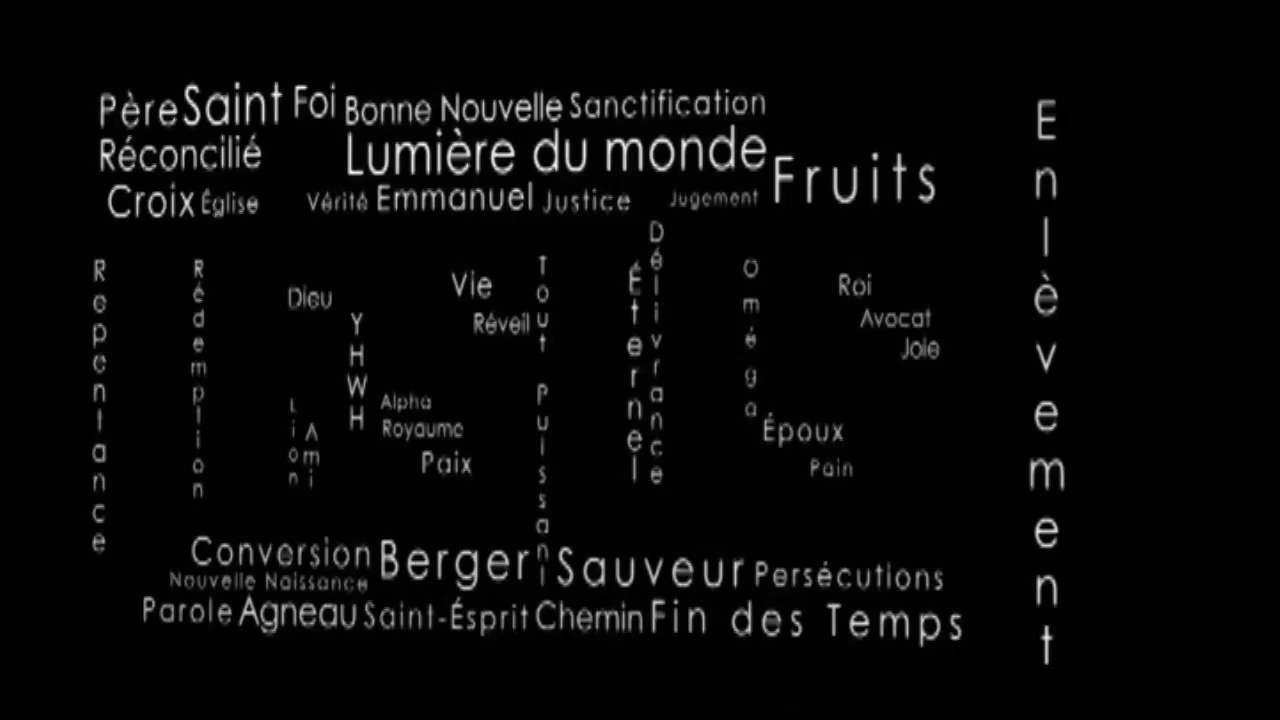 Père Saint Foi Bonne Nouvelle Sanctification
Réconcilié Lumière du monde Fruits
Croix Église Vérité Emmanuel Justice Jugement
Enlèvement
Repentance
Rédemption
Dieu
YHWH
Lion
Ami
Vie
Réveil
Alpha
Royaume
Paix
Tout Puissant
Éternel
Délivrance
Oméga
Roi
Avocat
Joie
Époux
Pain
Conversion Berger Sauveur Persécutions
Nouvelle Naissance
Parole Agneau Saint-Ésprit Chemin Fin des Temps